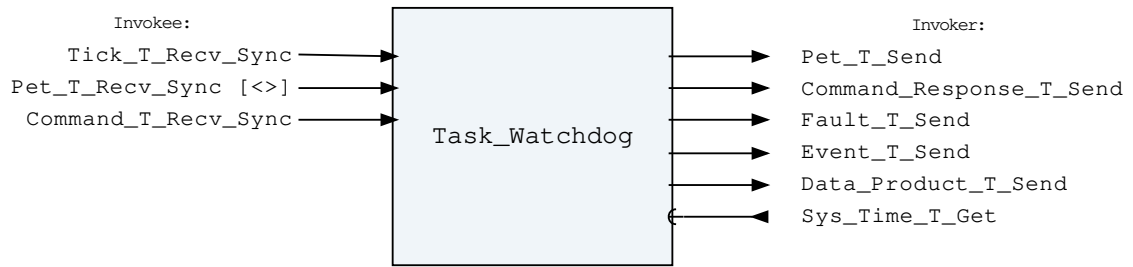 Invokee:
Tick_T_Recv_Sync
Pet_T_Recv_Sync [<>]
Command_T_Recv_Sync
Task_Watchdog
Invoker:
Pet_T_Send
Command_Response_T_Send
Fault_T_Send
Event_T_Send
Data_Product_T_Send
Sys_Time_T_Get